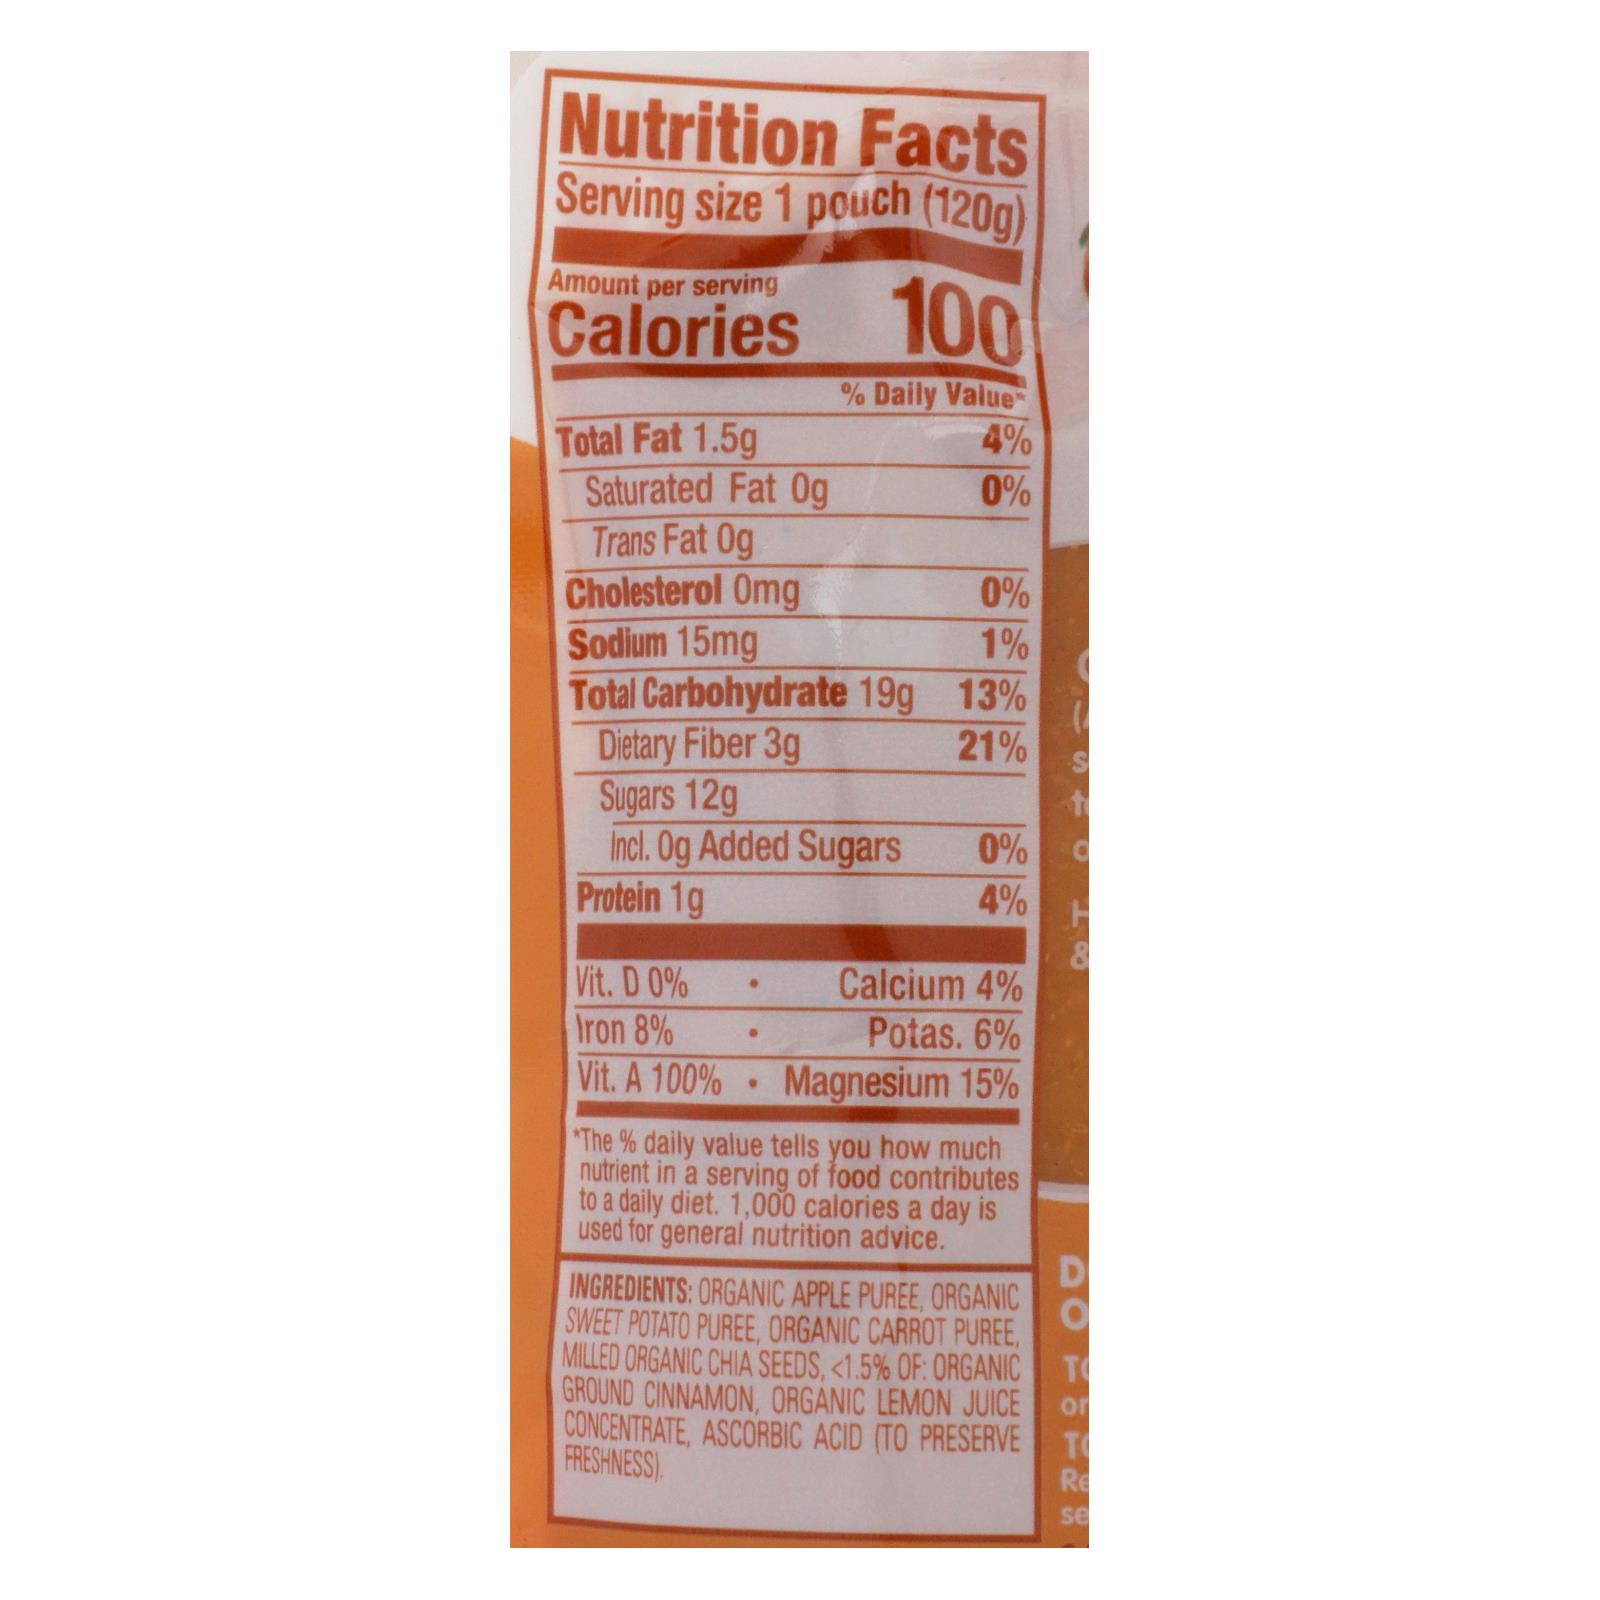 Nutrition Facts
Serving size 1 pouch (120g)
Amount per serving
Calories 100
% Daily Value*
Total Fat 1.5g 4%
Saturated Fat 0g 0%
Trans Fat 0g
Cholesterol 0mg 0%
Sodium 15mg 1%
Total Carbohydrate 19g 13%
Dietary Fiber 3g 21%
Sugars 12g
Incl. 0g Added Sugars 0%
Protein 1g 4%
Vit. D 0% • Calcium 4%
Iron 8% • Potas. 6%
Vit. A 100% • Magnesium 15%
*The % daily value tells you how much
nutrient in a serving of food contributes
to a daily diet. 1,000 calories a day is
used for general nutrition advice.
INGREDIENTS: ORGANIC APPLE PUREE, ORGANIC
SWEET POTATO PUREE, ORGANIC CARROT PUREE,
MILLED ORGANIC CHIA SEEDS, <1.5% OF: ORGANIC
GROUND CINNAMON, ORGANIC LEMON JUICE
CONCENTRATE, ASCORBIC ACID (TO PRESERVE
FRESHNESS).